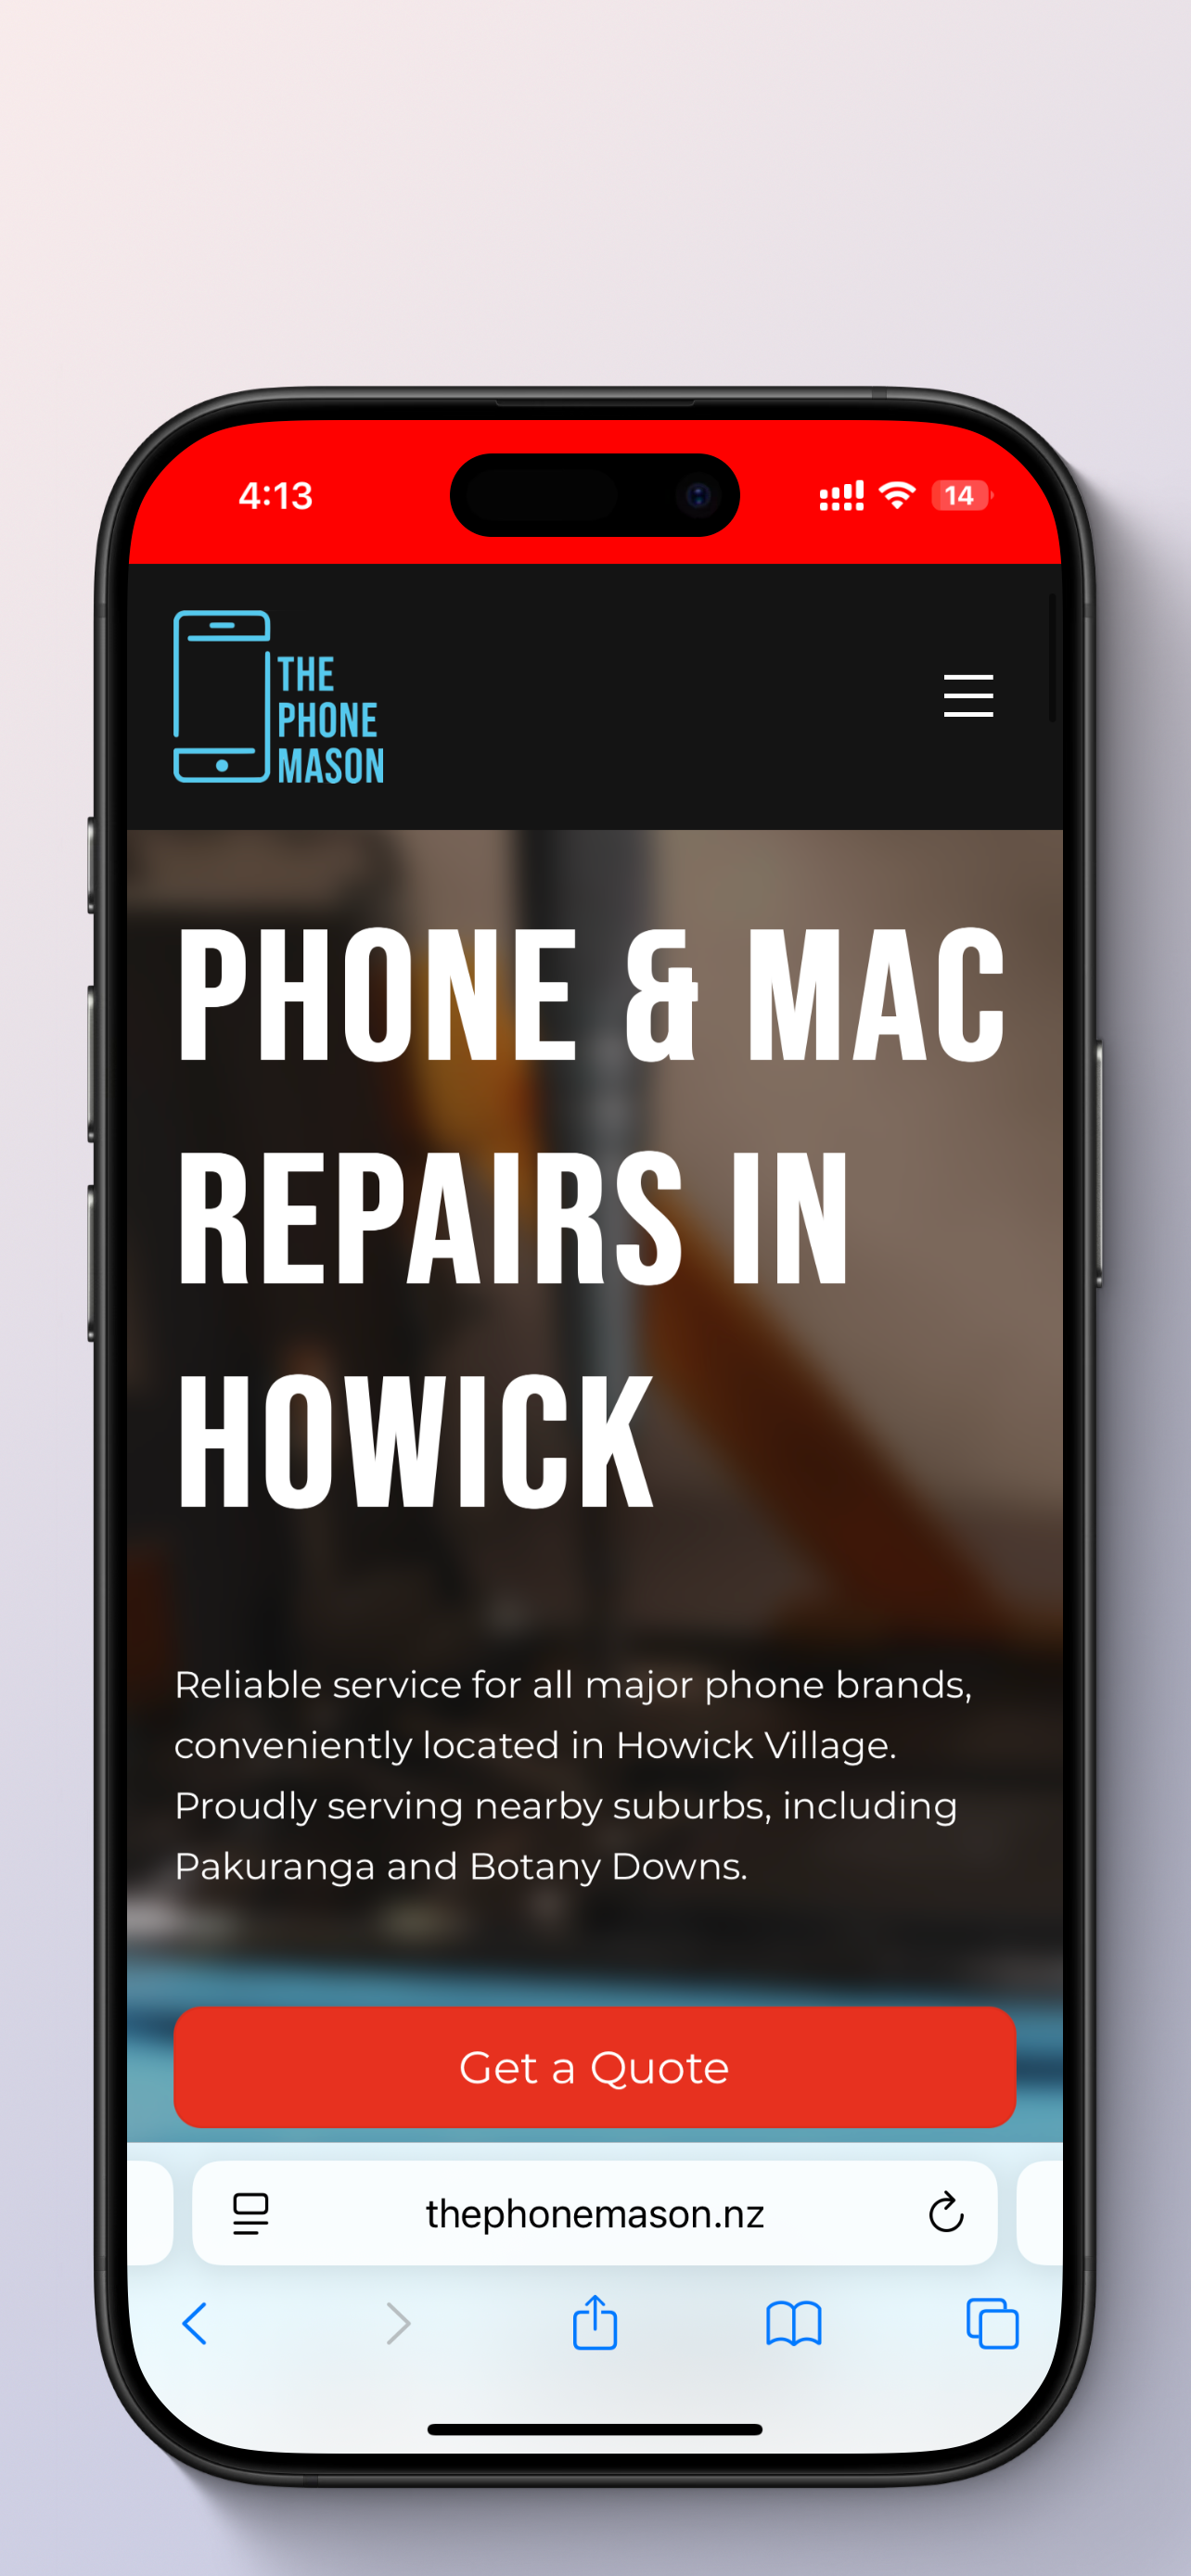 4:13
14
THE
PHONE
MASON
PHONE & MAC
REPAIRS IN
HOWICK
Reliable service for all major phone brands,
conveniently located in Howick Village.
Proudly serving nearby suburbs, including
Pakuranga and Botany Downs.
Get a Quote
thephonemason.nz